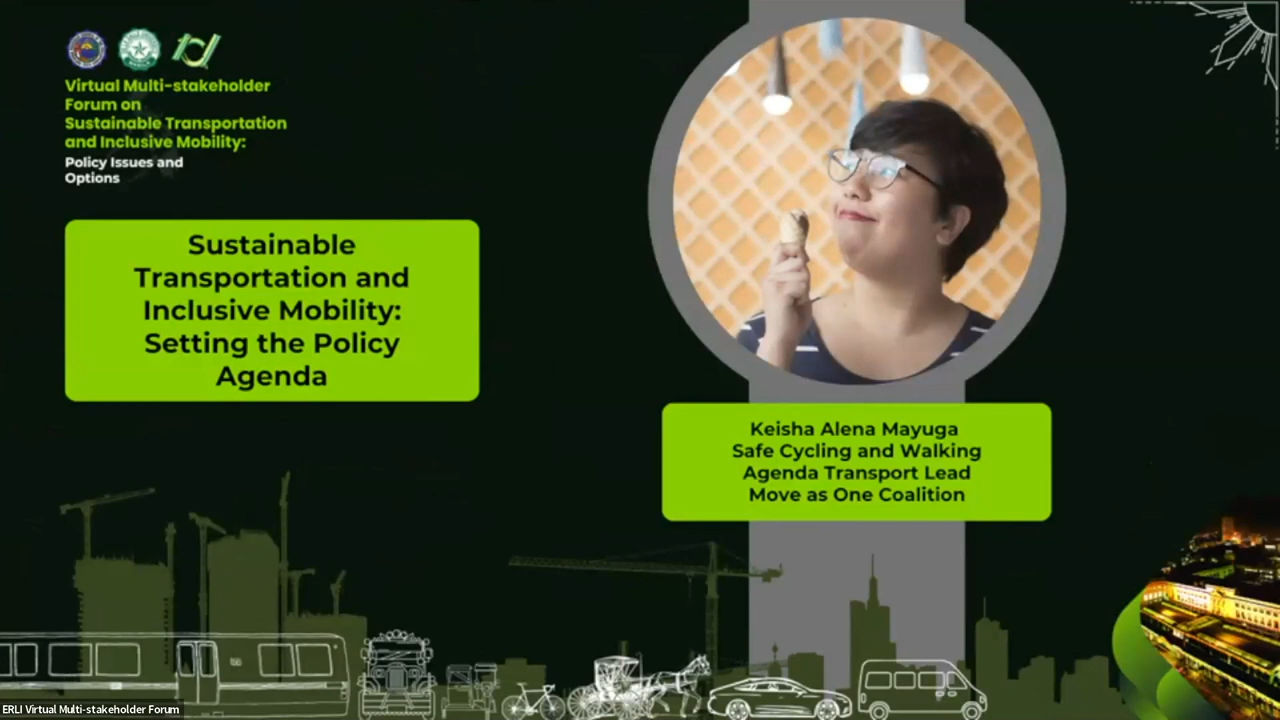 Virtual Multi-stakeholder
Forum on
Sustainable Transportation
and Inclusive Mobility:
Policy Issues and
Options
Sustainable
Transportation and
Inclusive Mobility:
Setting the Policy
Agenda
Keisha Alena Mayuga
Safe Cycling and Walking
Agenda Transport Lead
Move as One Coalition
ERLI Virtual Multi-stakeholder Forum